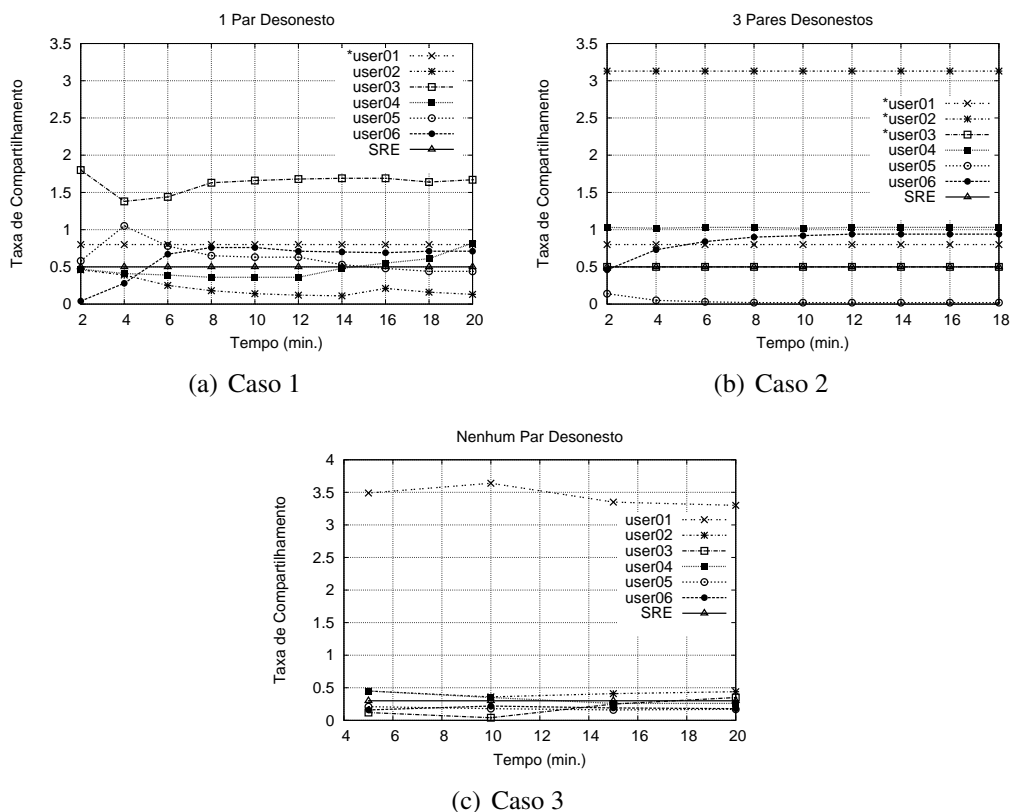 1 Par Desonesto
Taxa de Compartilhamento
3.5
3
2.5
2
1.5
1
0.5
0
*user01
user02
user03
user04
user05
user06
SRE
2 4 6 8 10 12 14 16 18 20
Tempo (min.)
(a) Caso 1
3 Pares Desonestos
Taxa de Compartilhamento
3.5
3
2.5
2
1.5
1
0.5
0
*user01
*user02
*user03
user04
user05
user06
SRE
2 4 6 8 10 12 14 16 18
Tempo (min.)
(b) Caso 2
Nenhum Par Desonesto
Taxa de Compartilhamento
4
3.5
3
2.5
2
1.5
1
0.5
0
user01
user02
user03
user04
user05
user06
SRE
4 6 8 10 12 14 16 18 20
Tempo (min.)
(c) Caso 3